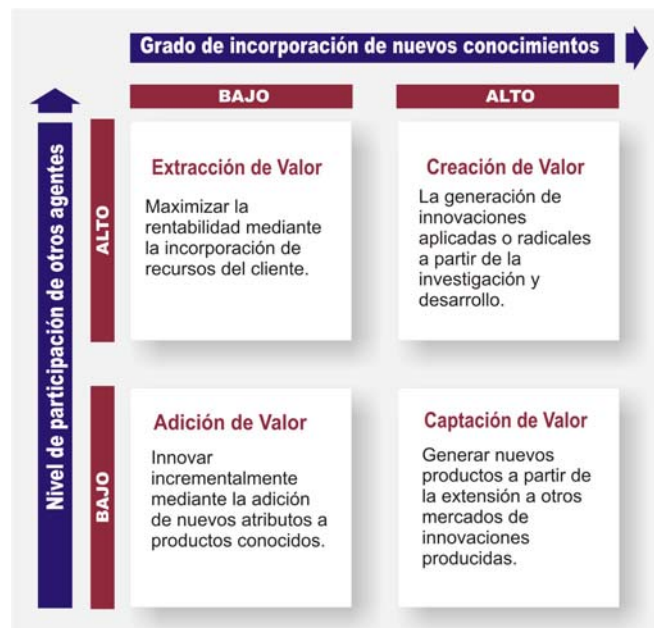 Grado de incorporación de nuevos conocimientos
BAJO
ALTO
Nivel de participación de otros agentes
ALTO
Extracción de Valor
Maximizar la
rentabilidad mediante
la incorporación de
recursos del cliente.
Creación de Valor
La generación de
innovaciones
aplicadas o radicales
a partir de la
investigación y
desarrollo.
BAJO
Adición de Valor
Innovar
incrementalmente
mediante la adición
de nuevos atributos a
productos conocidos.
Captación de Valor
Generar nuevos
productos a partir de
la extensión a otros
mercados de
innovaciones
producidas.